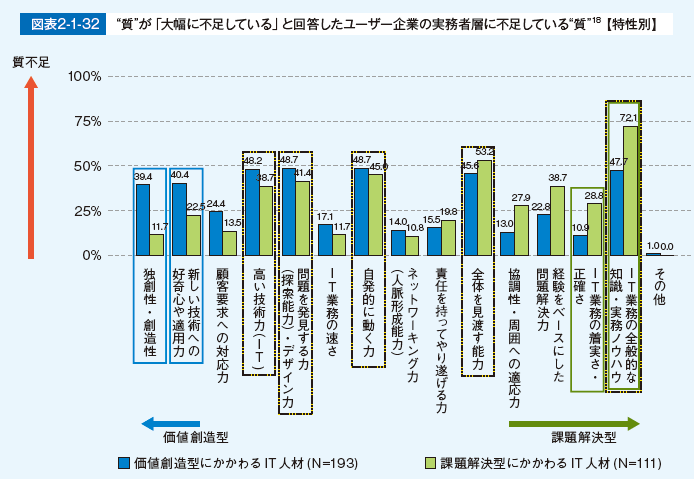 図表2-1-32 “質”が「大幅に不足している」と回答したユーザー企業の実務者層に不足している“質”18【特性別】
質不足
100%
75%
50%
25%
0%
39.4 11.7
40.4 22.5
24.4 13.5
48.2 38.7
48.7 41.4
17.1 11.7
48.7 45.0
14.0 10.8
15.5 19.8
45.6 53.2
13.0 27.9
22.8 38.7
10.9 28.8
47.7 72.1
1.0 0.0
独創性・創造性
新しい技術への
好奇心や適用力
顧客要求への対応力
高い技術力(IT)
問題を発見する力
(探索能力)・デザイン力
IT業務の速さ
自発的に動く力
ネットワーキング力
(人脈形成能力)
責任を持ってやり遂げる力
全体を見渡す能力
協調性・周囲への適応力
経験をベースにした
問題解決力
IT業務の着実さ・
正確さ
IT業務の全般的な
知識・実務ノウハウ
その他
価値創造型
課題解決型
価値創造型にかかわるIT人材(N=193)
課題解決型にかかわるIT人材(N=111)